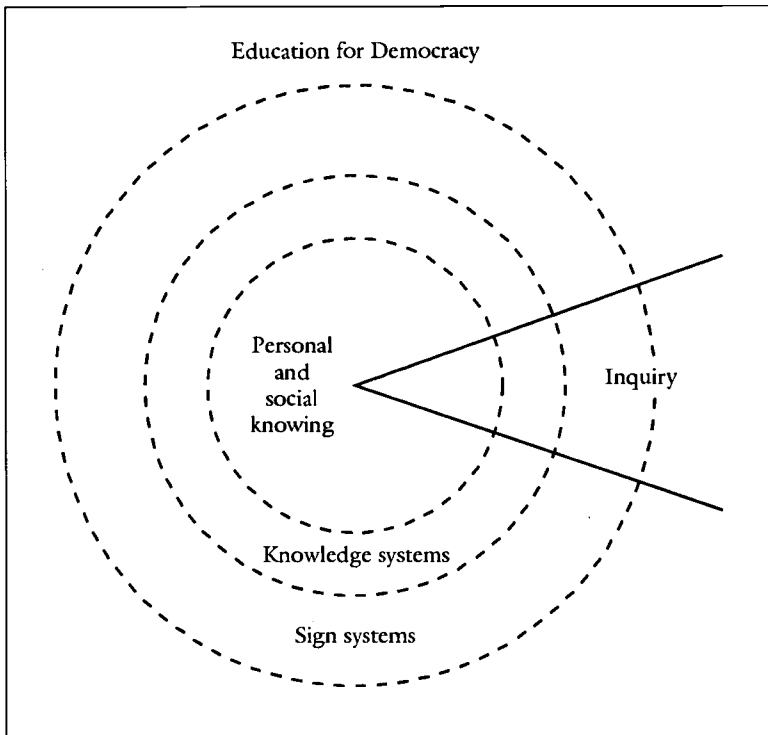 Education for Democracy
Personal
and
social
knowing
Inquiry
Knowledge systems
Sign systems